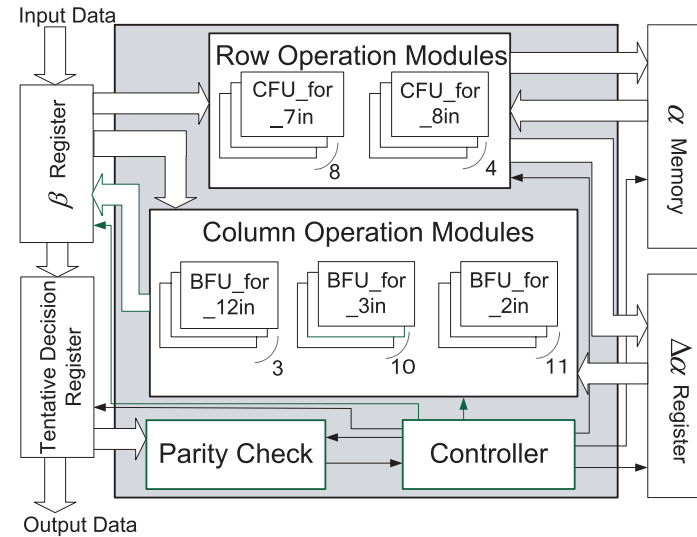 Input Data
Row Operation Modules
CFU_for
_7in
8
CFU_for
_8in
4
β Register
α Memory
Column Operation Modules
BFU_for
_12in
3
BFU_for
_3in
10
BFU_for
_2in
11
Tentative Decision
Register
Δα Register
Parity Check
Controller
Output Data